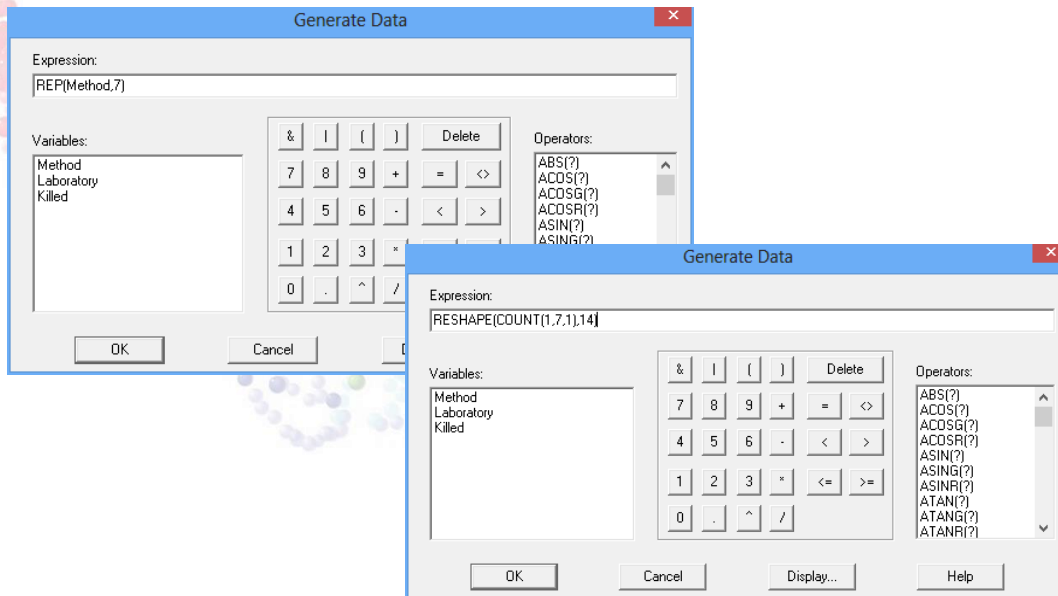 Generate Data
Expression:
REP(Method,7)
Variables:
Method
Laboratory
Killed
& | ( ) Delete
7 8 9 + = <>
4 5 6 - < >
1 2 3 *
0 . ^ /
Operators:
ABS(?)
ACOS(?)
ACOSG(?)
ACOSR(?)
ASIN(?)
ASING(?)
OK Cancel
Generate Data
Expression:
RESHAPE(COUNT(1,7,1),14)
Variables:
Method
Laboratory
Killed
& | ( ) Delete
7 8 9 + = <>
4 5 6 - < >
1 2 3 * <= >=
0 . ^ /
Operators:
ABS(?)
ACOS(?)
ACOSG(?)
ACOSR(?)
ASIN(?)
ASING(?)
ASINR(?)
ATAN(?)
ATANG(?)
ATANR(?)
OK Cancel Display... Help